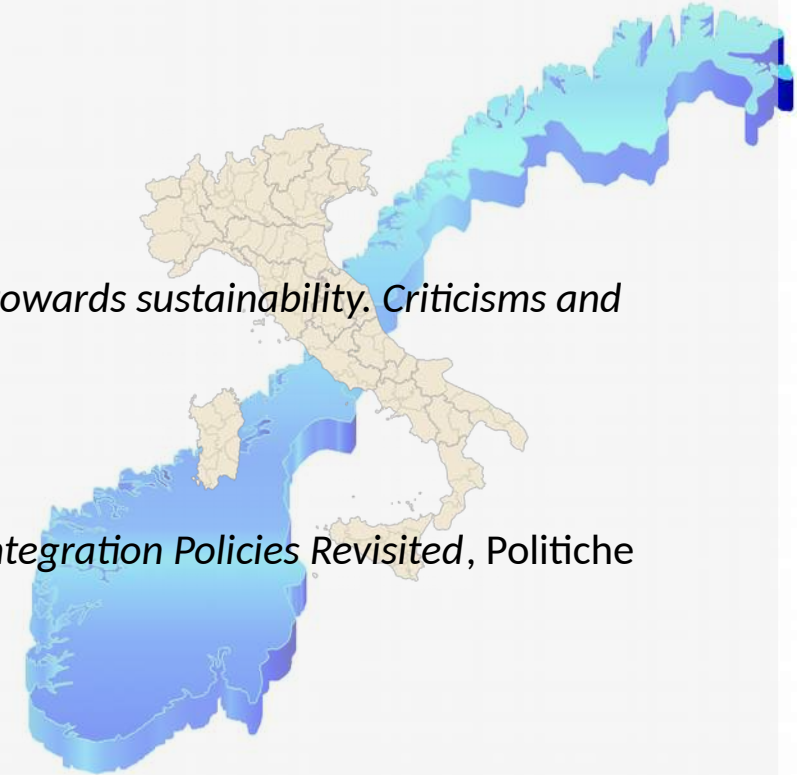 owards sustainability. Criticisms and
ntegration Policies Revisited, Politiche